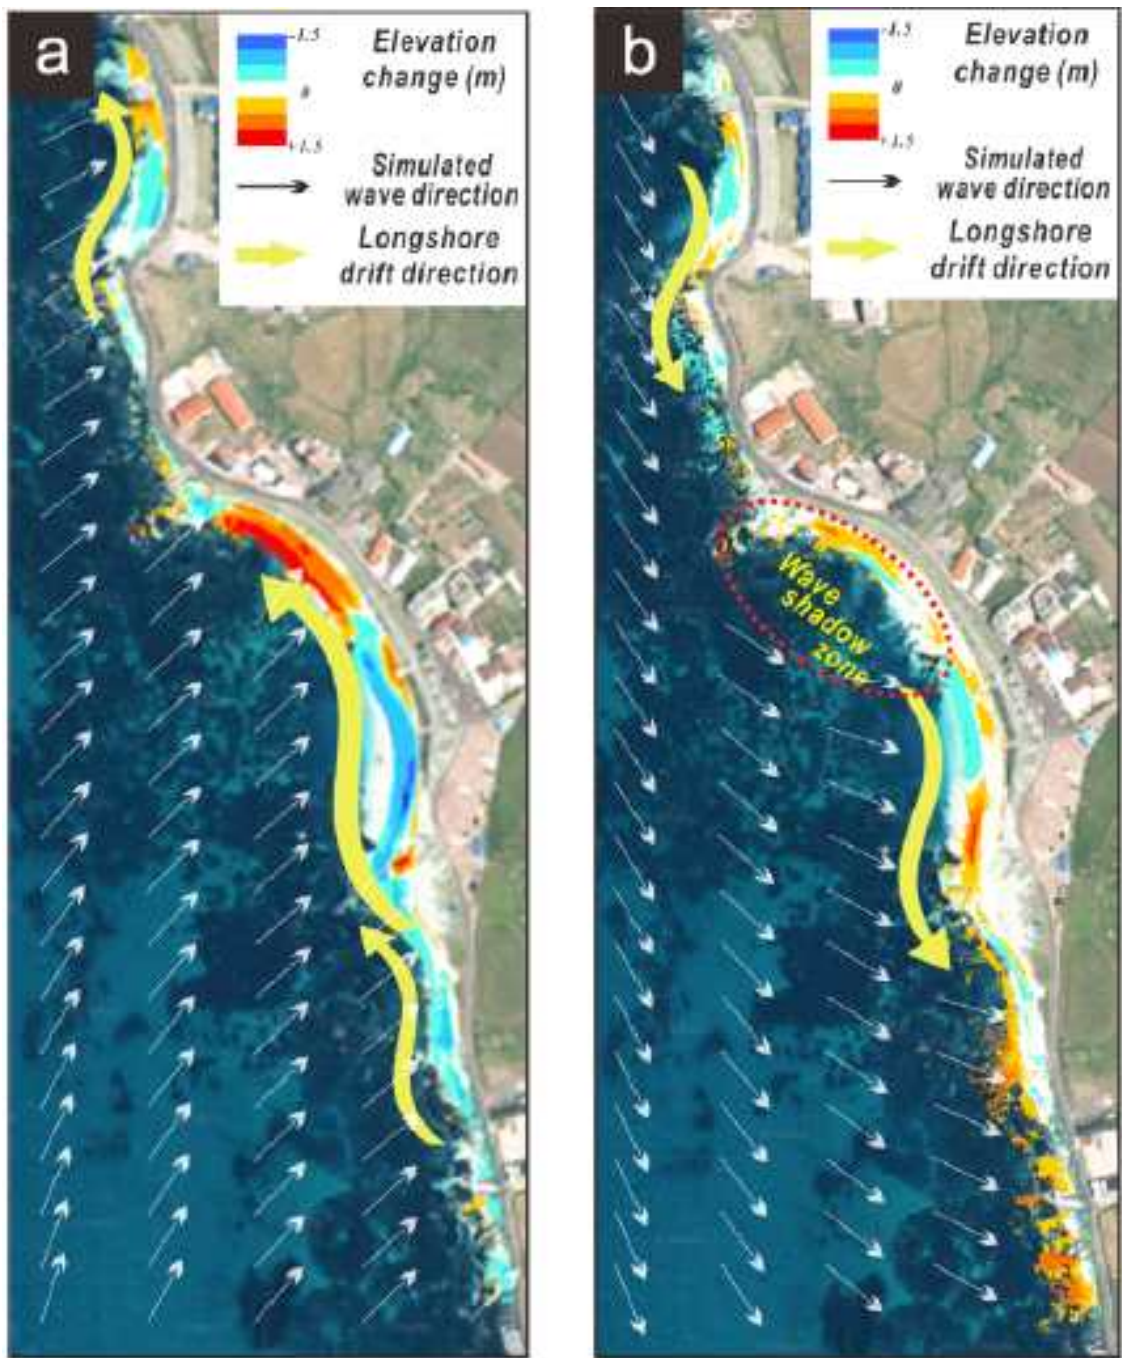 a
-1.5
Elevation
change (m)
0
+1.5
Simulated
wave direction
Longshore
drift direction
b
-1.5
Elevation
change (m)
0
+1.5
Simulated
wave direction
Longshore
drift direction
Wave
shadow
zone